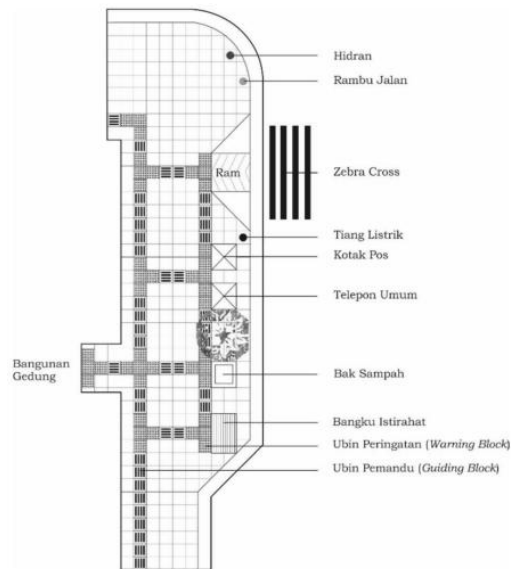 Hidran
Rambu Jalan
Ram
Zebra Cross
Tiang Listrik
Kotak Pos
Telepon Umum
Bangunan
Gedung
Bak Sampah
Bangku Istirahat
Ubin Peringatan (Warning Block)
Ubin Pemandu (Guiding Block)